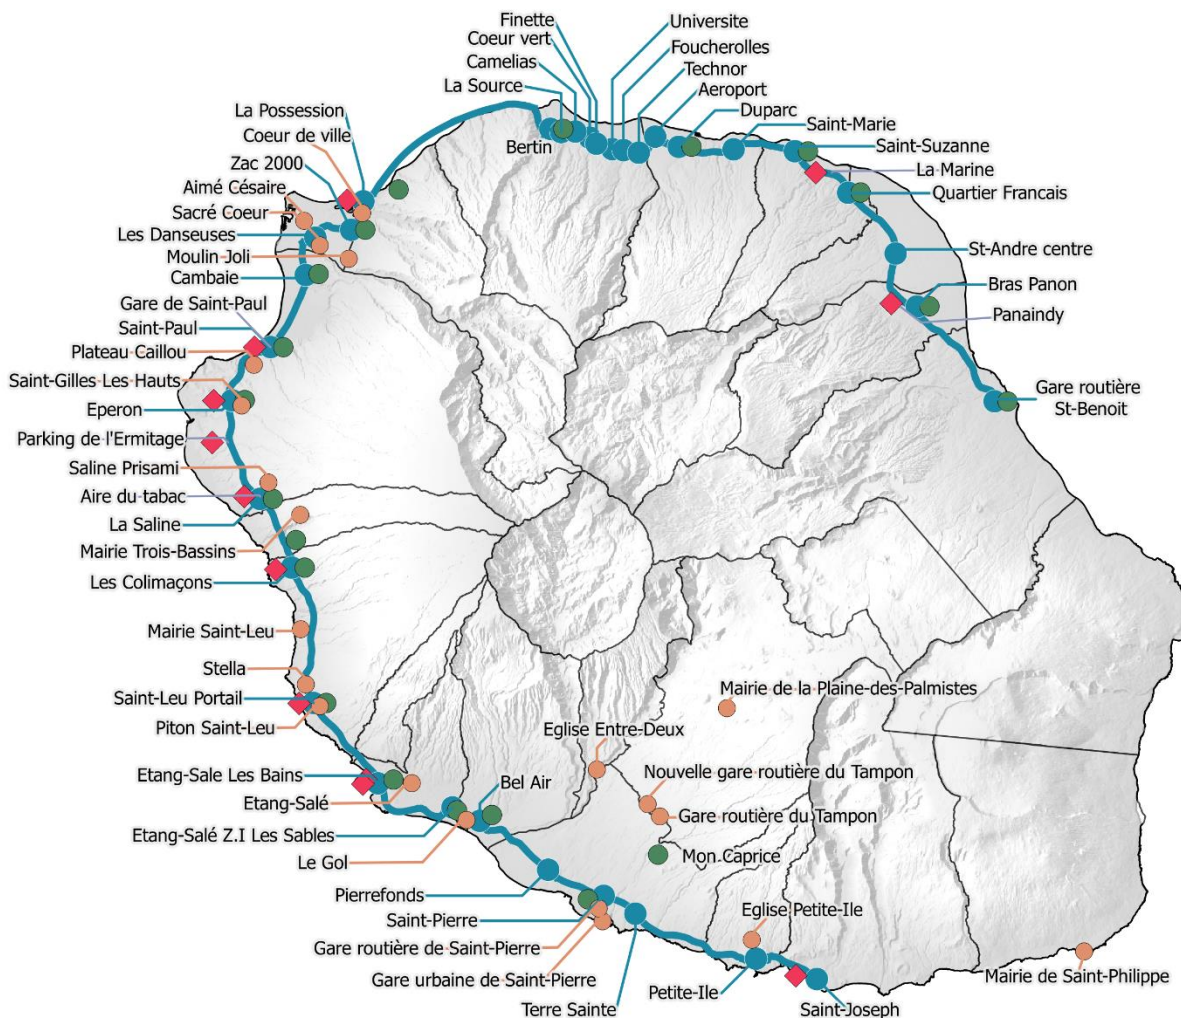 Finette
Coeur vert
Camelias
La Source
Universite
Foucherolles
Technor
Aeroport
Duparc
Saint-Marie
Saint-Suzanne
La Marine
Quartier Francais
St-Andre centre
Bras Panon
Panaindy
Gare routière
St-Benoit
Bertin
La Possession
Coeur de ville
Zac 2000
Aimé Césaire
Sacré Coeur
Les Danseuses
Moulin Joli
Cambaie
Gare de Saint-Paul
Saint-Paul
Plateau Caillou
Saint-Gilles Les Hauts
Eperon
Parking de l'Ermitage
Saline Prisami
Aire du tabac
La Saline
Mairie Trois-Bassins
Les Colimaçons
Mairie Saint-Leu
Stella
Saint-Leu Portail
Piton Saint-Leu
Etang-Sale Les Bains
Etang-Salé
Etang-Salé Z.I Les Sables
Le Gol
Bel Air
Eglise Entre-Deux
Mairie de la Plaine-des-Palmistes
Nouvelle gare routière du Tampon
Gare routière du Tampon
Mon Caprice
Pierrefonds
Saint-Pierre
Gare routière de Saint-Pierre
Gare urbaine de Saint-Pierre
Terre Sainte
Eglise Petite-Ile
Petite-Ile
Saint-Joseph
Mairie de Saint-Philippe